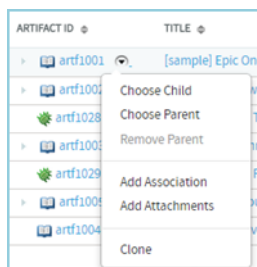 ARTIFACT ID TITLE
artf1001 [sample] Epic On
artf1002
Choose Child
artf1028
Choose Parent
artf1003
Remove Parent
artf1029
Add Association
artf1005
Add Attachments
artf1004
Clone